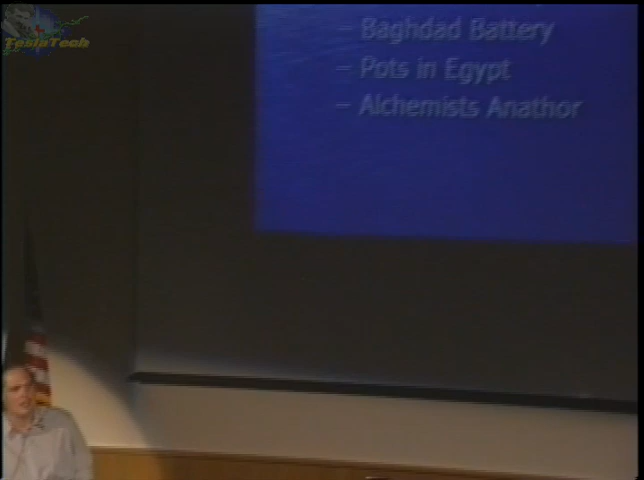 TeslaTech
– Baghdad Battery
– Pots in Egypt
– Alchemists Anathor